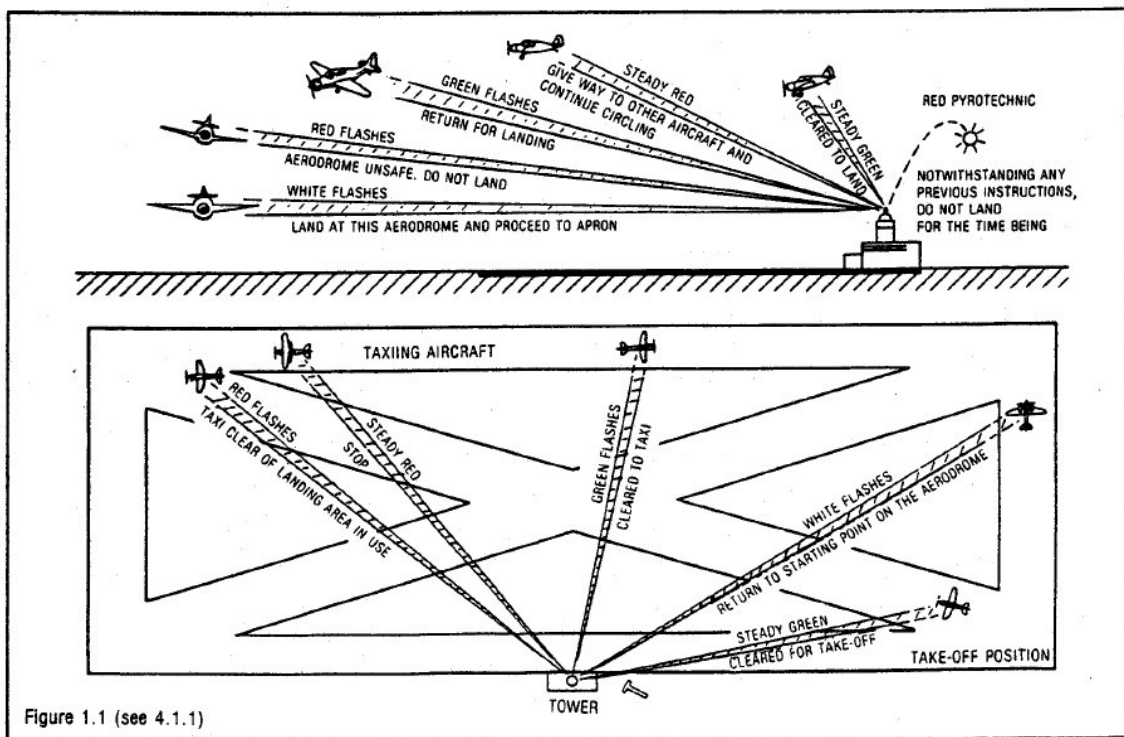 STEADY RED
GIVE WAY TO OTHER AIRCRAFT AND
CONTINUE CIRCLING
GREEN FLASHES
RETURN FOR LANDING
STEADY GREEN
CLEARED TO LAND
RED PYROTECHNIC
RED FLASHES
AERODROME UNSAFE. DO NOT LAND
NOTWITHSTANDING ANY
PREVIOUS INSTRUCTIONS,
DO NOT LAND
FOR THE TIME BEING
WHITE FLASHES
LAND AT THIS AERODROME AND PROCEED TO APRON
TAXIING AIRCRAFT
RED FLASHES
TAXI CLEAR OF LANDING AREA IN USE
STEADY RED
STOP
GREEN FLASHES
CLEARED TO TAXI
WHITE FLASHES
RETURN TO STARTING POINT ON THE AERODROME
STEADY GREEN
CLEARED FOR TAKE-OFF
TAKE-OFF POSITION
TOWER
Figure 1.1 (see 4.1.1)